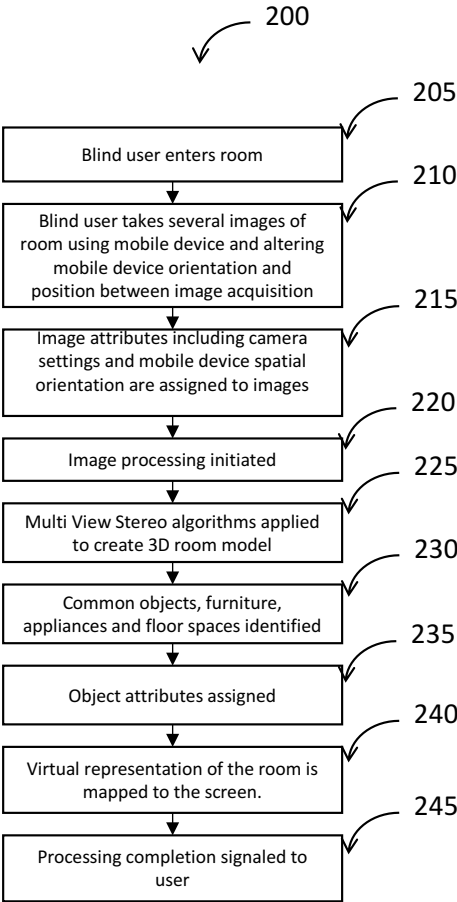 200
205
Blind user enters room
210
Blind user takes several images of
room using mobile device and altering
mobile device orientation and
position between image acquisition
215
Image attributes including camera
settings and mobile device spatial
orientation are assigned to images
220
Image processing initiated
225
Multi View Stereo algorithms applied
to create 3D room model
230
Common objects, furniture,
appliances and floor spaces identified
235
Object attributes assigned
240
Virtual representation of the room is
mapped to the screen.
245
Processing completion signaled to
user